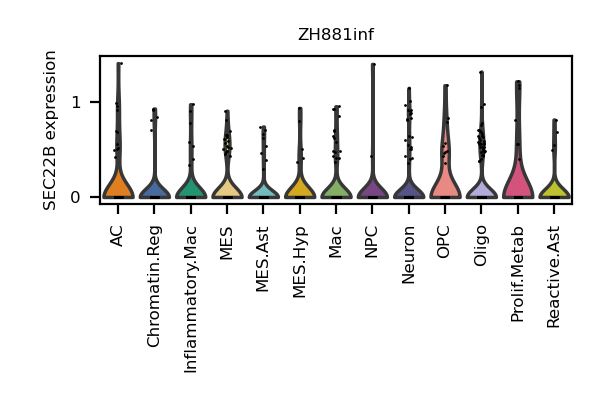 ZH881inf
SEC22B expression
1
0
AC
Chromatin.Reg
Inflammatory.Mac
MES
MES.Ast
MES.Hyp
Mac
NPC
Neuron
OPC
Oligo
Prolif.Metab
Reactive.Ast